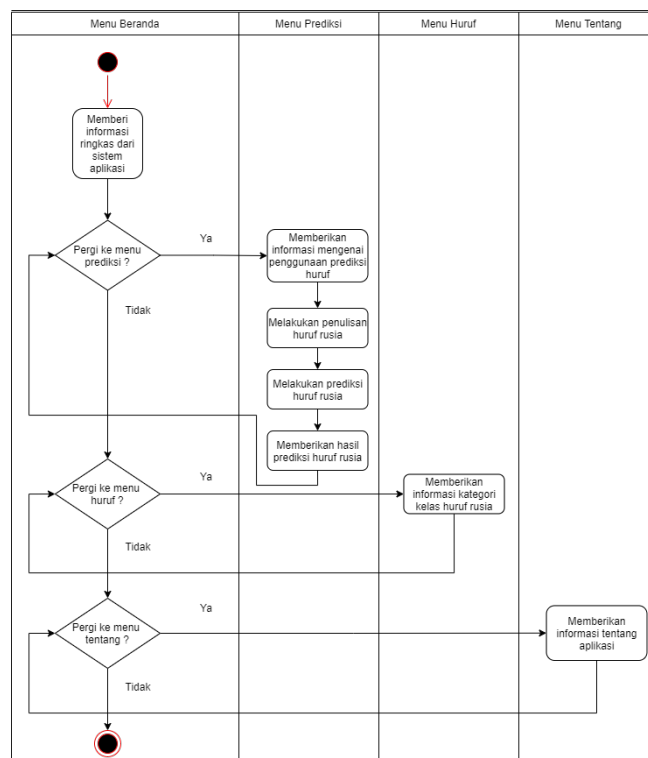 Menu Beranda
Menu Prediksi
Menu Huruf
Menu Tentang
Memberi
informasi
ringkas dari
sistem
aplikasi
Pergi ke menu
prediksi ?
Ya
Memberikan
informasi mengenai
penggunaan prediksi
huruf
Tidak
Melakukan penulisan
huruf rusia
Melakukan prediksi
huruf rusia
Memberikan hasil
prediksi huruf rusia
Pergi ke menu
huruf ?
Ya
Memberikan
informasi kategori
kelas huruf rusia
Tidak
Pergi ke menu
tentang ?
Ya
Memberikan
informasi tentang
aplikasi
Tidak